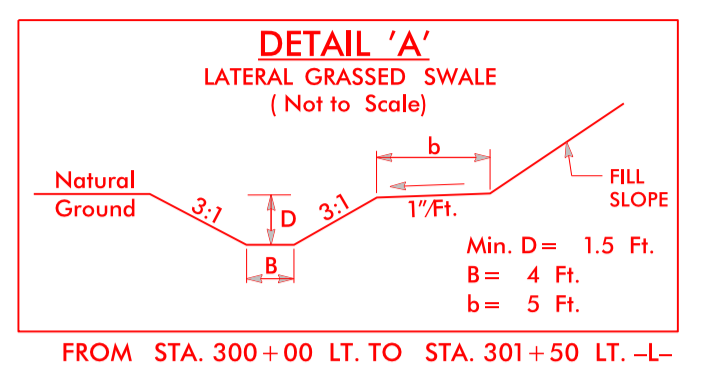 DETAIL 'A'
LATERAL GRASSED SWALE
( Not to Scale)
b
Natural
Ground
3:1
D
3:1
1"/Ft.
FILL
SLOPE
B
Min. D = 1.5 Ft.
B = 4 Ft.
b = 5 Ft.
FROM STA. 300+00 LT. TO STA. 301+50 LT. -L-